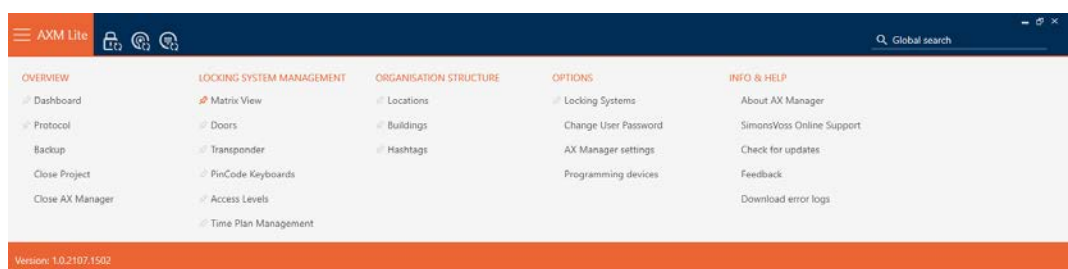 AXM Lite
Global search
OVERVIEW
Dashboard
Protocol
Backup
Close Project
Close AX Manager
LOCKING SYSTEM MANAGEMENT
Matrix View
Doors
Transponder
PinCode Keyboards
Access Levels
Time Plan Management
ORGANISATION STRUCTURE
Locations
Buildings
Hashtags
OPTIONS
Locking Systems
Change User Password
AX Manager settings
Programming devices
INFO & HELP
About AX Manager
SimonsVoss Online Support
Check for updates
Feedback
Download error logs
Version: 1.0.2107.1502